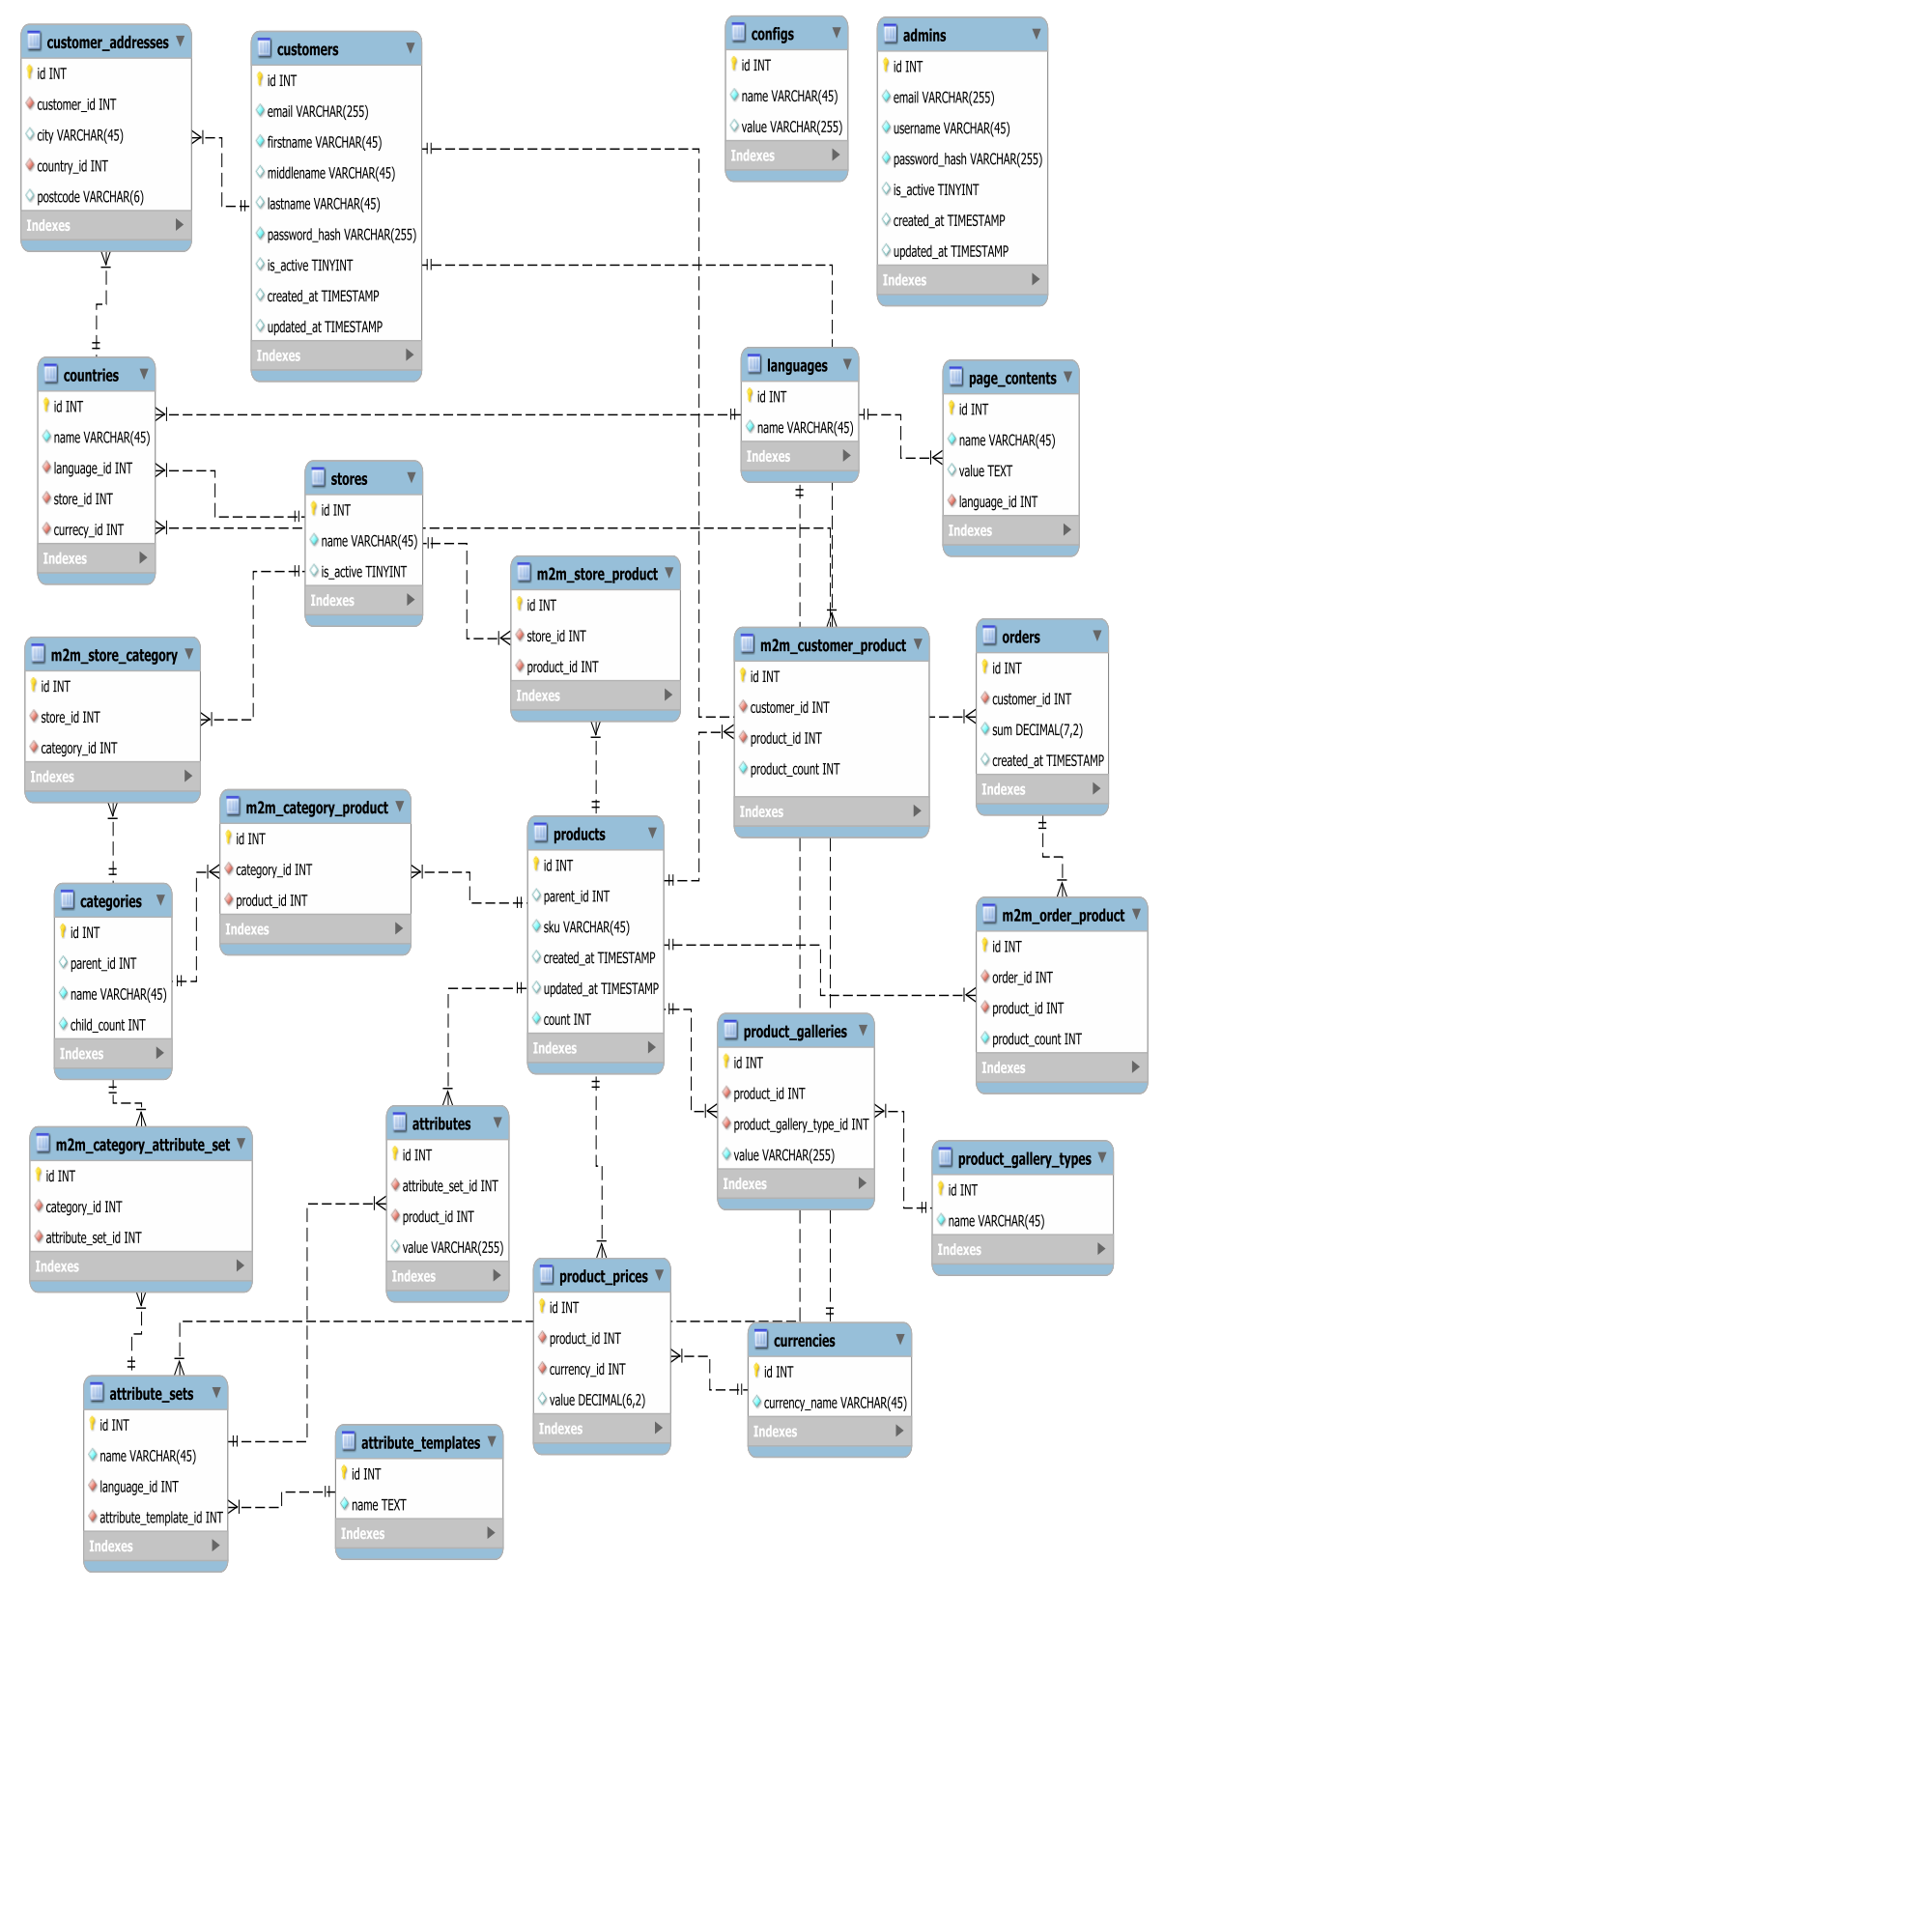 customer_addresses
id INT
customer_id INT
city VARCHAR(45)
country_id INT
postcode VARCHAR(6)
Indexes
customers
id INT
email VARCHAR(255)
firstname VARCHAR(45)
middlename VARCHAR(45)
lastname VARCHAR(45)
password_hash VARCHAR(255)
is_active TINYINT
created_at TIMESTAMP
updated_at TIMESTAMP
Indexes
configs
id INT
name VARCHAR(45)
value VARCHAR(255)
Indexes
admins
id INT
email VARCHAR(255)
username VARCHAR(45)
password_hash VARCHAR(255)
is_active TINYINT
created_at TIMESTAMP
updated_at TIMESTAMP
Indexes
countries
id INT
name VARCHAR(45)
language_id INT
store_id INT
currecy_id INT
Indexes
stores
id INT
name VARCHAR(45)
is_active TINYINT
Indexes
languages
id INT
name VARCHAR(45)
Indexes
page_contents
id INT
name VARCHAR(45)
value TEXT
language_id INT
Indexes
m2m_store_product
id INT
store_id INT
product_id INT
Indexes
m2m_store_category
id INT
store_id INT
category_id INT
Indexes
m2m_customer_product
id INT
customer_id INT
product_id INT
product_count INT
Indexes
orders
id INT
customer_id INT
sum DECIMAL(7,2)
created_at TIMESTAMP
Indexes
m2m_category_product
id INT
category_id INT
product_id INT
Indexes
products
id INT
parent_id INT
sku VARCHAR(45)
created_at TIMESTAMP
updated_at TIMESTAMP
count INT
Indexes
categories
id INT
parent_id INT
name VARCHAR(45)
child_count INT
Indexes
m2m_order_product
id INT
order_id INT
product_id INT
product_count INT
Indexes
product_galleries
id INT
product_id INT
product_gallery_type_id INT
value VARCHAR(255)
Indexes
m2m_category_attribute_set
id INT
category_id INT
attribute_set_id INT
Indexes
attributes
id INT
attribute_set_id INT
product_id INT
value VARCHAR(255)
Indexes
product_gallery_types
id INT
name VARCHAR(45)
Indexes
product_prices
id INT
product_id INT
currency_id INT
value DECIMAL(6,2)
Indexes
currencies
id INT
currency_name VARCHAR(45)
Indexes
attribute_sets
id INT
name VARCHAR(45)
language_id INT
attribute_template_id INT
Indexes
attribute_templates
id INT
name TEXT
Indexes